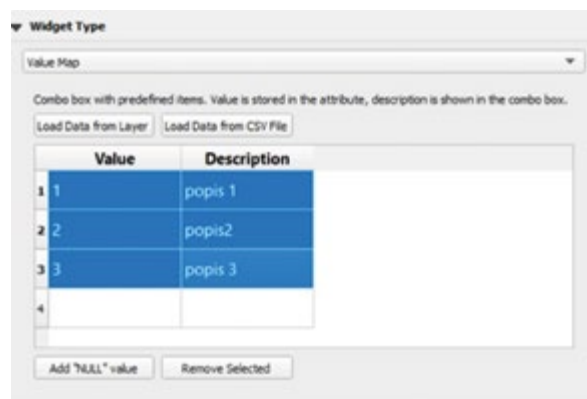 Widget Type
Value Map
Combo box with predefined items. Value is stored in the attribute, description is shown in the combo box.
Load Data from Layer Load Data from CSV File
Value Description
1 1 popis 1
2 2 popis2
3 3 popis 3
4
Add "NULL" value Remove Selected